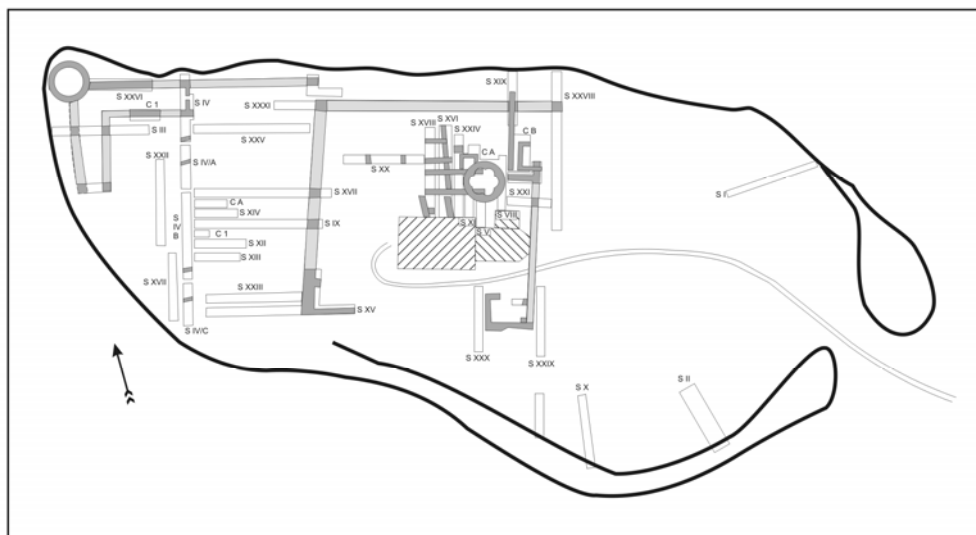 S XIX
S XXVIII
S XXVI
C 1
S IV
S XXXI
S XVIII
S XVI
S XXIV
C B
S III
S XXV
C A
S XXII
S IV/A
S XX
S XVII
S XXI
S I
C A
S XIV
S IX
S XI
S V
S VIII
S IV B
C 1
S XII
S XIII
S XVII
S XXIII
S XV
S IV/C
S XXX
S XXIX
S X
S II